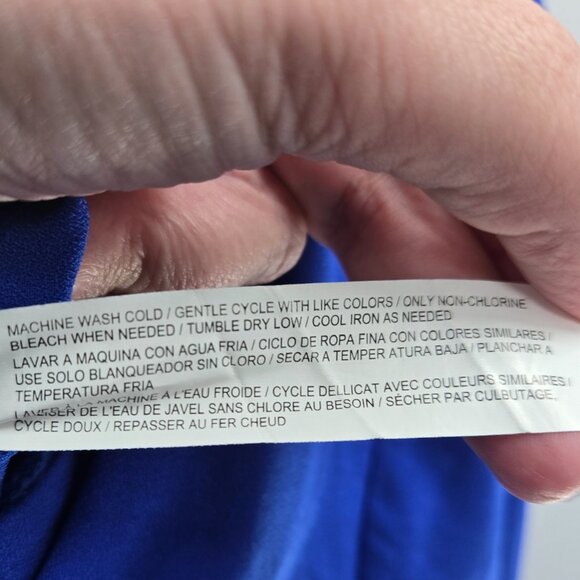 MACHINE WASH COLD / GENTLE CYCLE WITH LIKE COLORS / ONLY NON-CHLORINE
BLEACH WHEN NEEDED / TUMBLE DRY LOW / COOL IRON AS NEEDED
LAVAR A MAQUINA CON AGUA FRIA / CICLO DE ROPA FINA CON COLORES SIMILARES /
USE SOLO BLANQUEADOR SIN CLORO / SECAR A TEMPER ATURA BAJA / PLANCHAR A
TEMPERATURA FRIA
LA MACHINE A L'EAU FROIDE / CYCLE DELLICAT AVEC COULEURS SIMILAIRES /
DE L'EAU DE JAVEL SANS CHLORE AU BESOIN / SÉCHER PAR CULBUTAGE,
CYCLE DOUX / REPASSER AU FER CHEUD